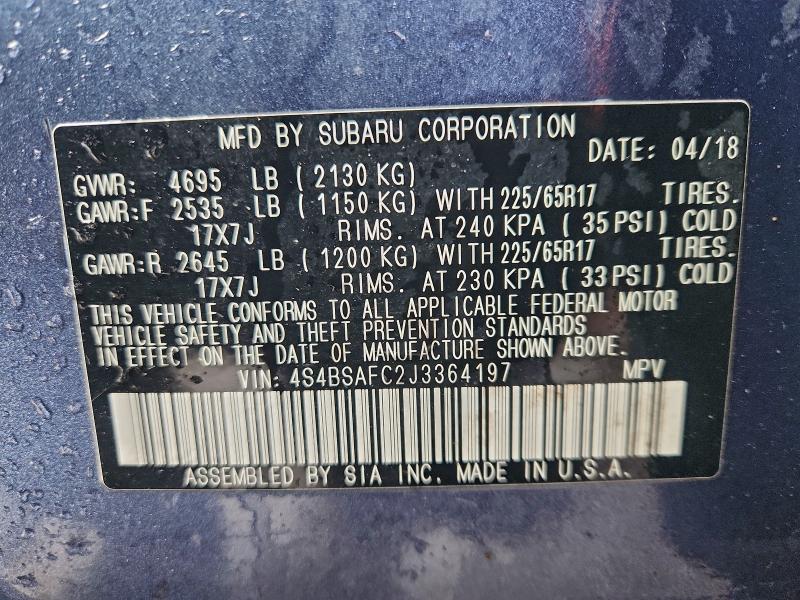 MFD BY SUBARU CORPORATION DATE: 04/18
GVWR: 4695 LB ( 2130 KG)
GAWR:F 2535 LB ( 1150 KG) WITH 225/65R17 TIRES.
17X7J RIMS. AT 240 KPA ( 35 PSI) COLD
GAWR:R 2645 LB ( 1200 KG) WITH 225/65R17 TIRES.
17X7J RIMS. AT 230 KPA ( 33 PSI) COLD
THIS VEHICLE CONFORMS TO ALL APPLICABLE FEDERAL MOTOR
VEHICLE SAFETY AND THEFT PREVENTION STANDARDS
IN EFFECT ON THE DATE OF MANUFACTURE SHOWN ABOVE.
VIN: 4S4BSAFC2J3364197 MPV
ASSEMBLED BY SIA INC. MADE IN U.S.A.